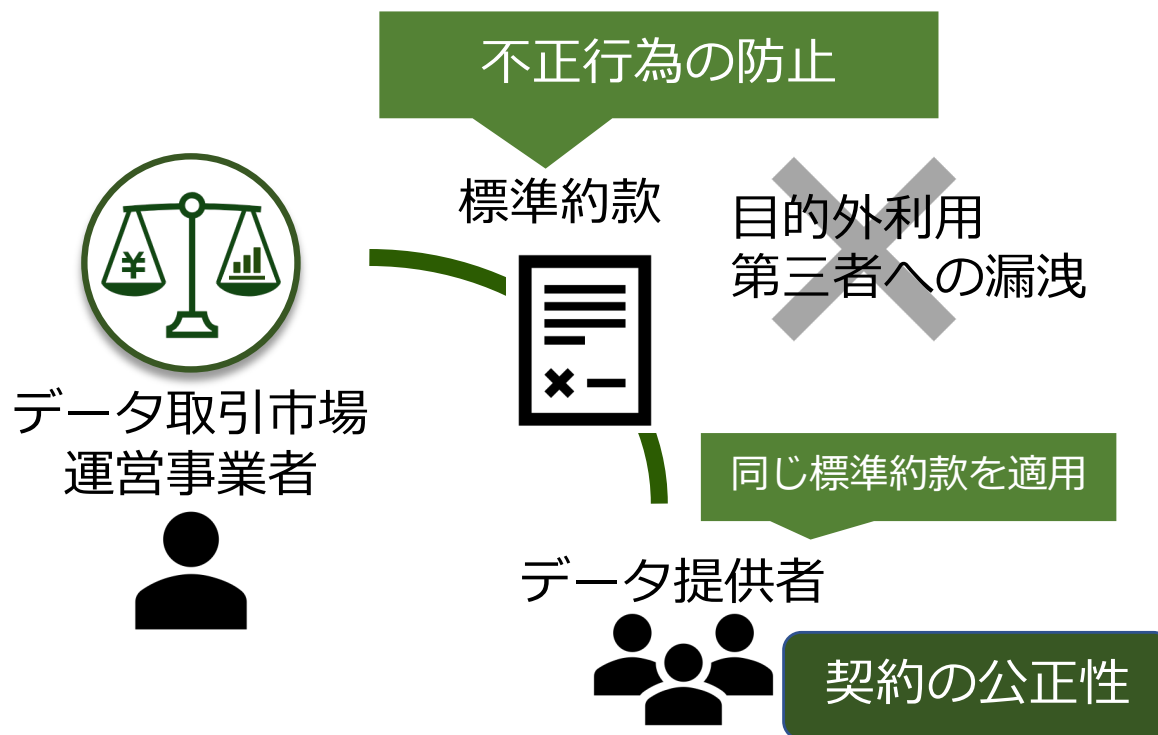 不正行為の防止
標準約款
目的外利用
第三者への漏洩
¥
データ取引市場
運営事業者
同じ標準約款を適用
データ提供者
契約の公正性